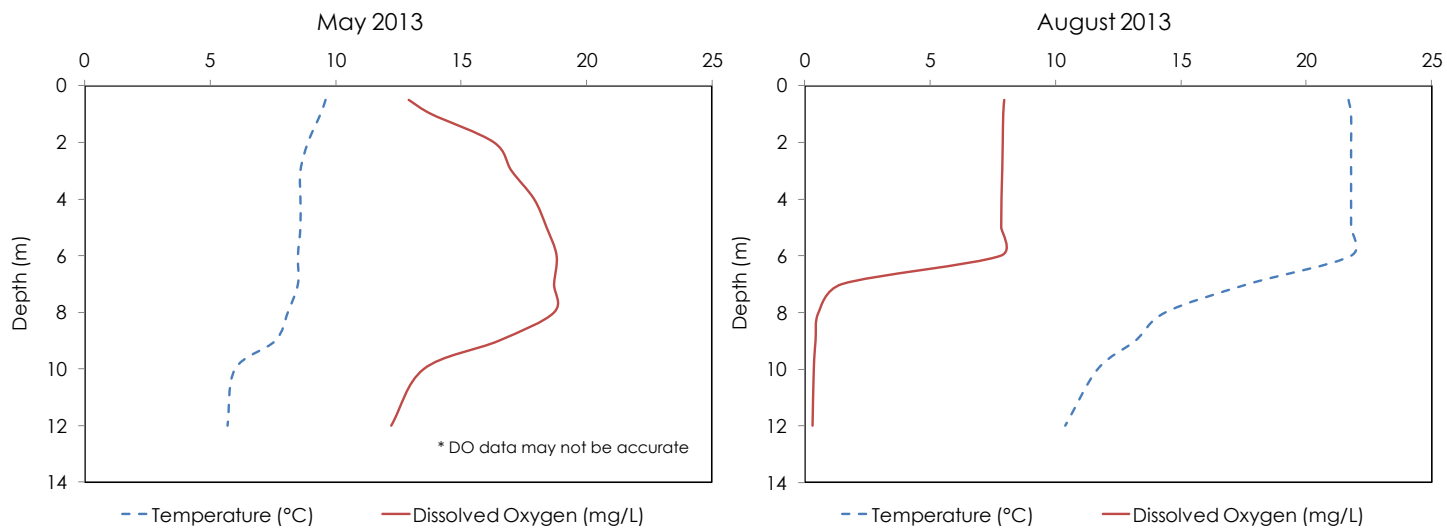 May 2013
0 5 10 15 20 25
0
2
4
6
8
10
12
14
Depth (m)
* DO data may not be accurate
Temperature (°C) Dissolved Oxygen (mg/L)
August 2013
0 5 10 15 20 25
0
2
4
6
8
10
12
14
Depth (m)
Temperature (°C) Dissolved Oxygen (mg/L)